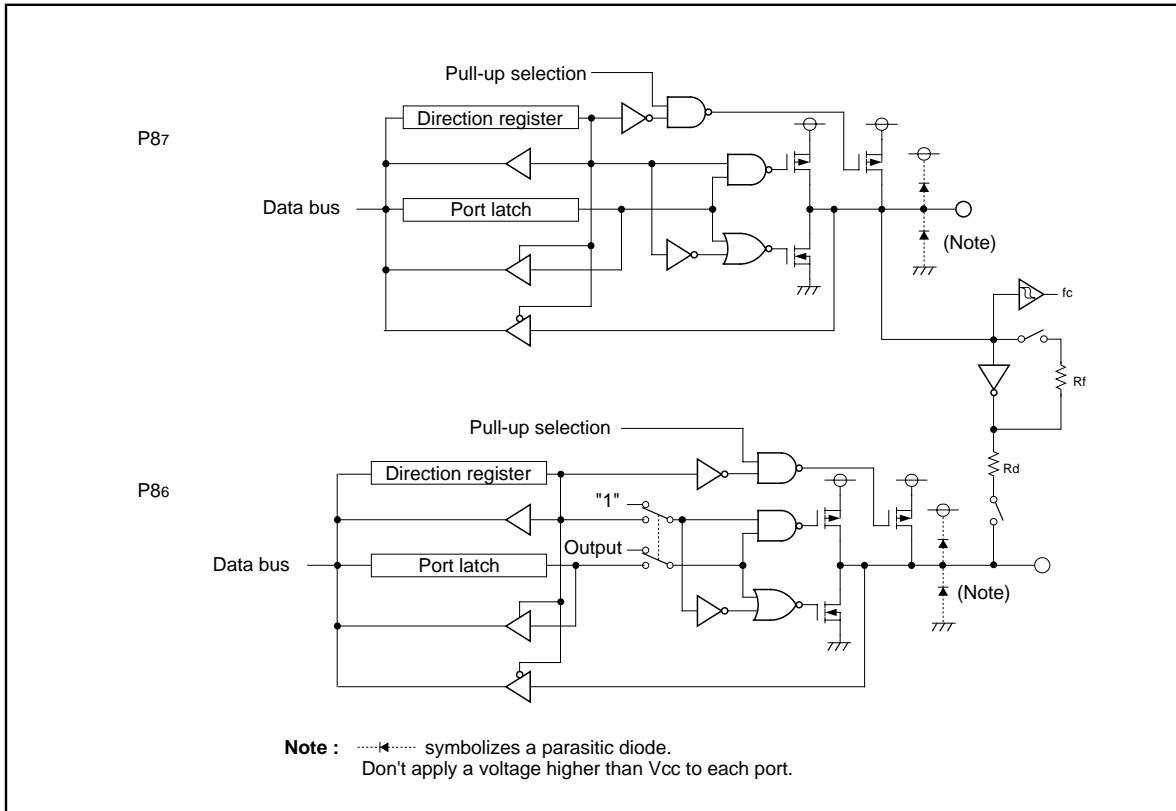 Pull-up selection
Direction register
P87
Data bus
Port latch
(Note)
fc
Rf
Pull-up selection
Direction register
Rd
P86
"1"
Output
Data bus
Port latch
(Note)
Note : symbolizes a parasitic diode.
Don't apply a voltage higher than Vcc to each port.